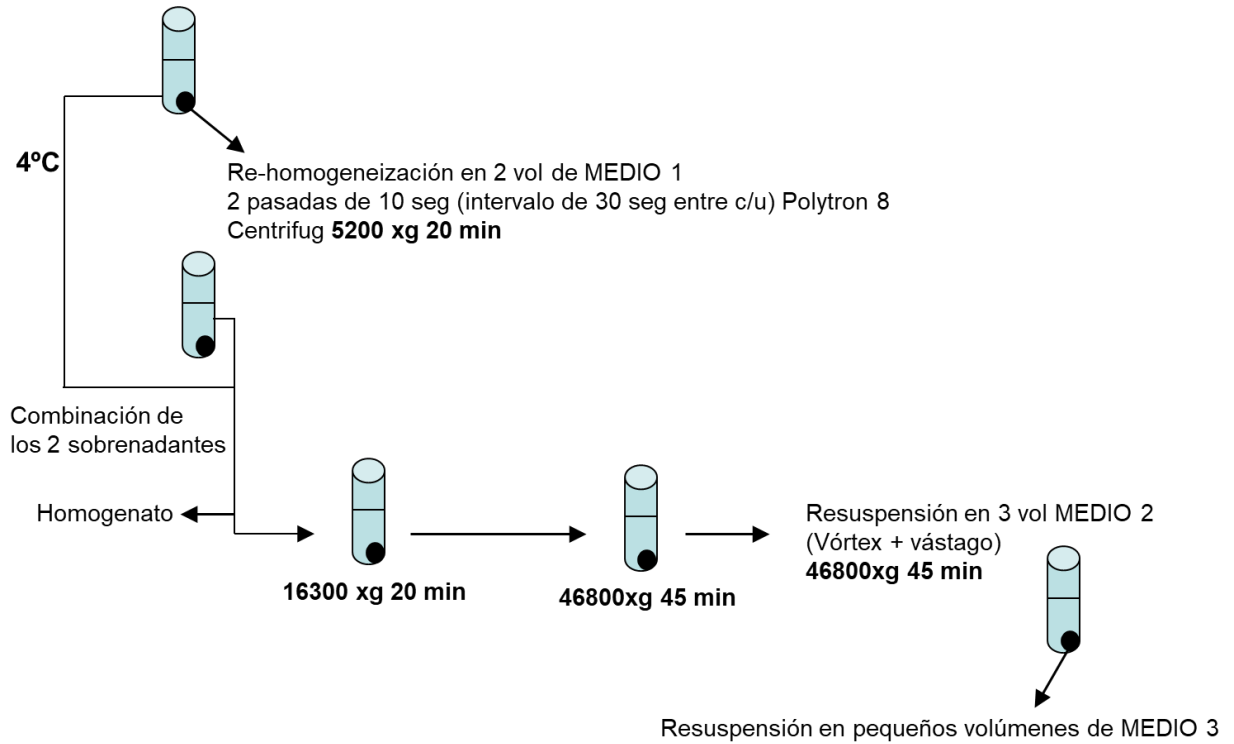 4ºC
Re-homogeneización en 2 vol de MEDIO 1
2 pasadas de 10 seg (intervalo de 30 seg entre c/u) Polytron 8
Centrifug 5200 xg 20 min
Combinación de
los 2 sobrenadantes
Homogenato
16300 xg 20 min
46800xg 45 min
Resuspensión en 3 vol MEDIO 2
(Vórtex + vástago)
46800xg 45 min
Resuspensión en pequeños volúmenes de MEDIO 3